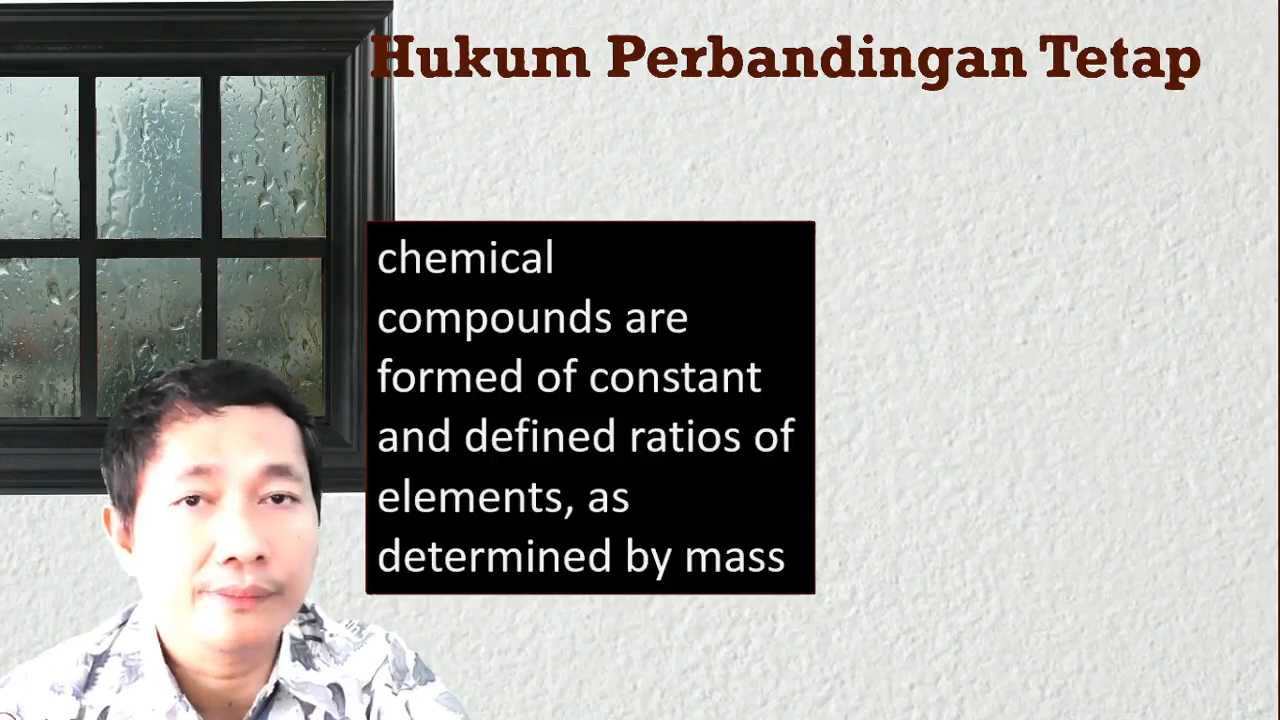 Hukum Perbandingan Tetap
chemical
compounds are
formed of constant
and defined ratios of
elements, as
determined by mass